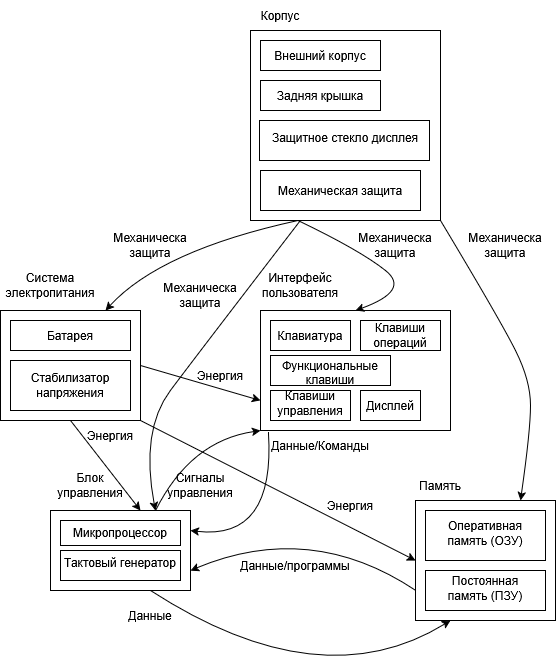 Корпус
Внешний корпус
Задняя крышка
Защитное стекло дисплея
Механическая защита
Механическа
защита
Механическа
защита
Механическа
защита
Механическа
защита
Система
электропитания
Батарея
Стабилизатор
напряжения
Интерфейс
пользователя
Клавиатура
Клавиши
операций
Функциональные
клавиши
Клавиши
управления
Дисплей
Энергия
Энергия
Данные/Команды
Блок
управления
Сигналы
управления
Энергия
Память
Микропроцессор
Тактовый генератор
Оперативная
память (ОЗУ)
Постоянная
память (ПЗУ)
Данные/программы
Данные